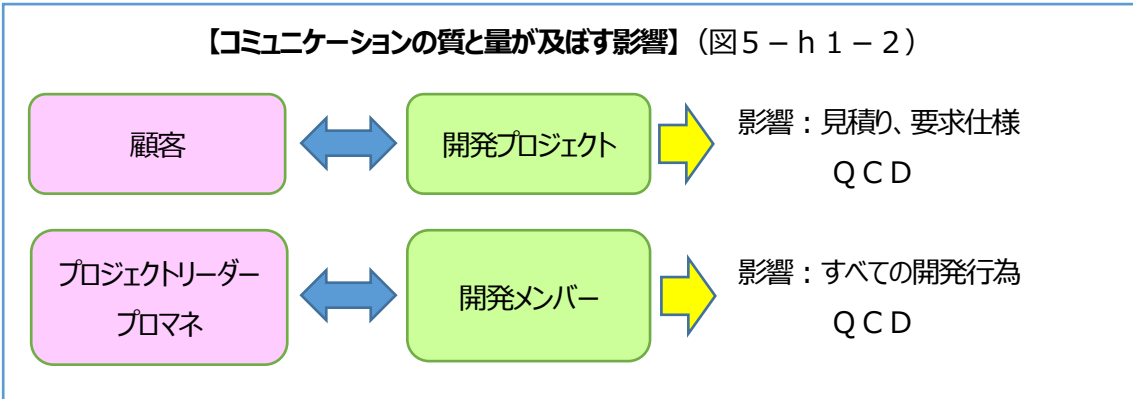 【コミュニケーションの質と量が及ぼす影響】（図５－ｈ１－２）
顧客
開発プロジェクト
影響：見積り、要求仕様
ＱＣＤ
プロジェクトリーダー
プロマネ
開発メンバー
影響：すべての開発行為
ＱＣＤ